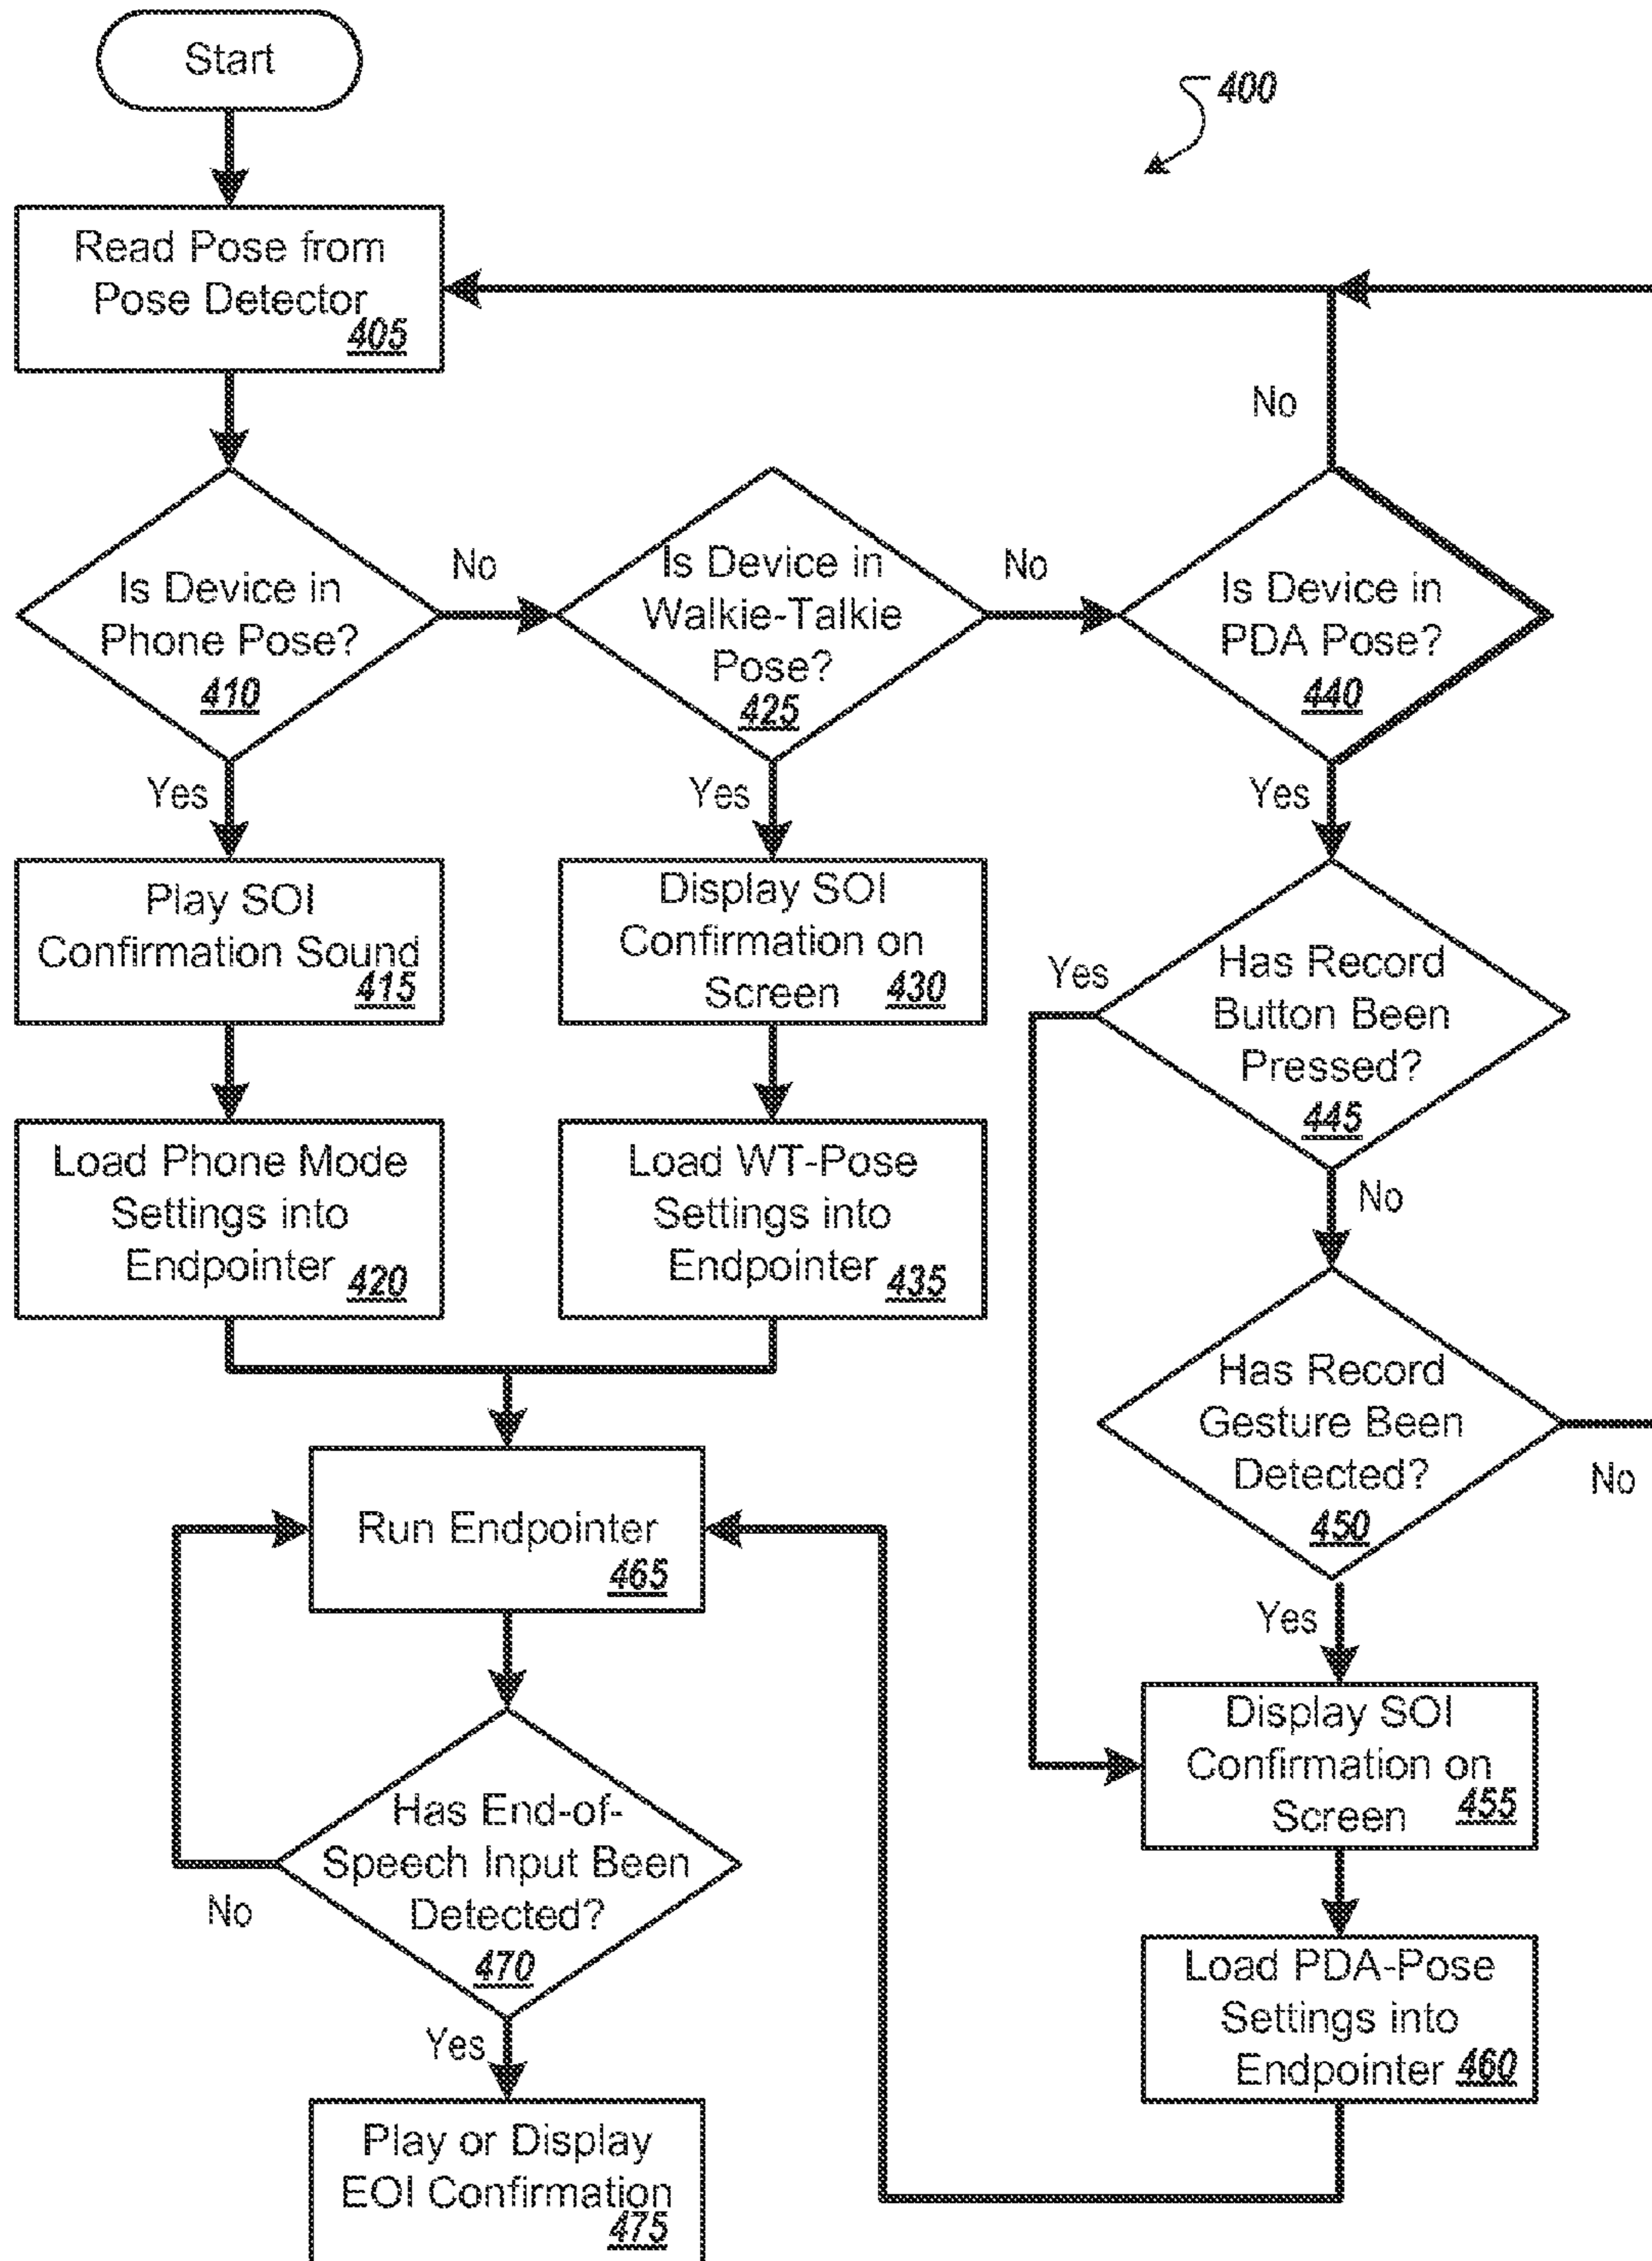 Start
400
Read Pose from
Pose Detector
405
No
Is Device in
Phone Pose?
410
No
Is Device in
Walkie-Talkie
Pose?
425
No
Is Device in
PDA Pose?
440
Yes
Yes
Yes
Play SOI
Confirmation Sound
415
Display SOI
Confirmation on
Screen 430
Yes
Has Record
Button Been
Pressed?
445
Load Phone Mode
Settings into
Endpointer 420
Load WT-Pose
Settings into
Endpointer 435
No
Has Record
Gesture Been
Detected?
450
No
Run Endpointer
465
Yes
Display SOI
Confirmation on
Screen 455
Has End-of-
Speech Input Been
Detected?
470
No
Load PDA-Pose
Settings into
Endpointer 460
Yes
Play or Display
EOI Confirmation
475